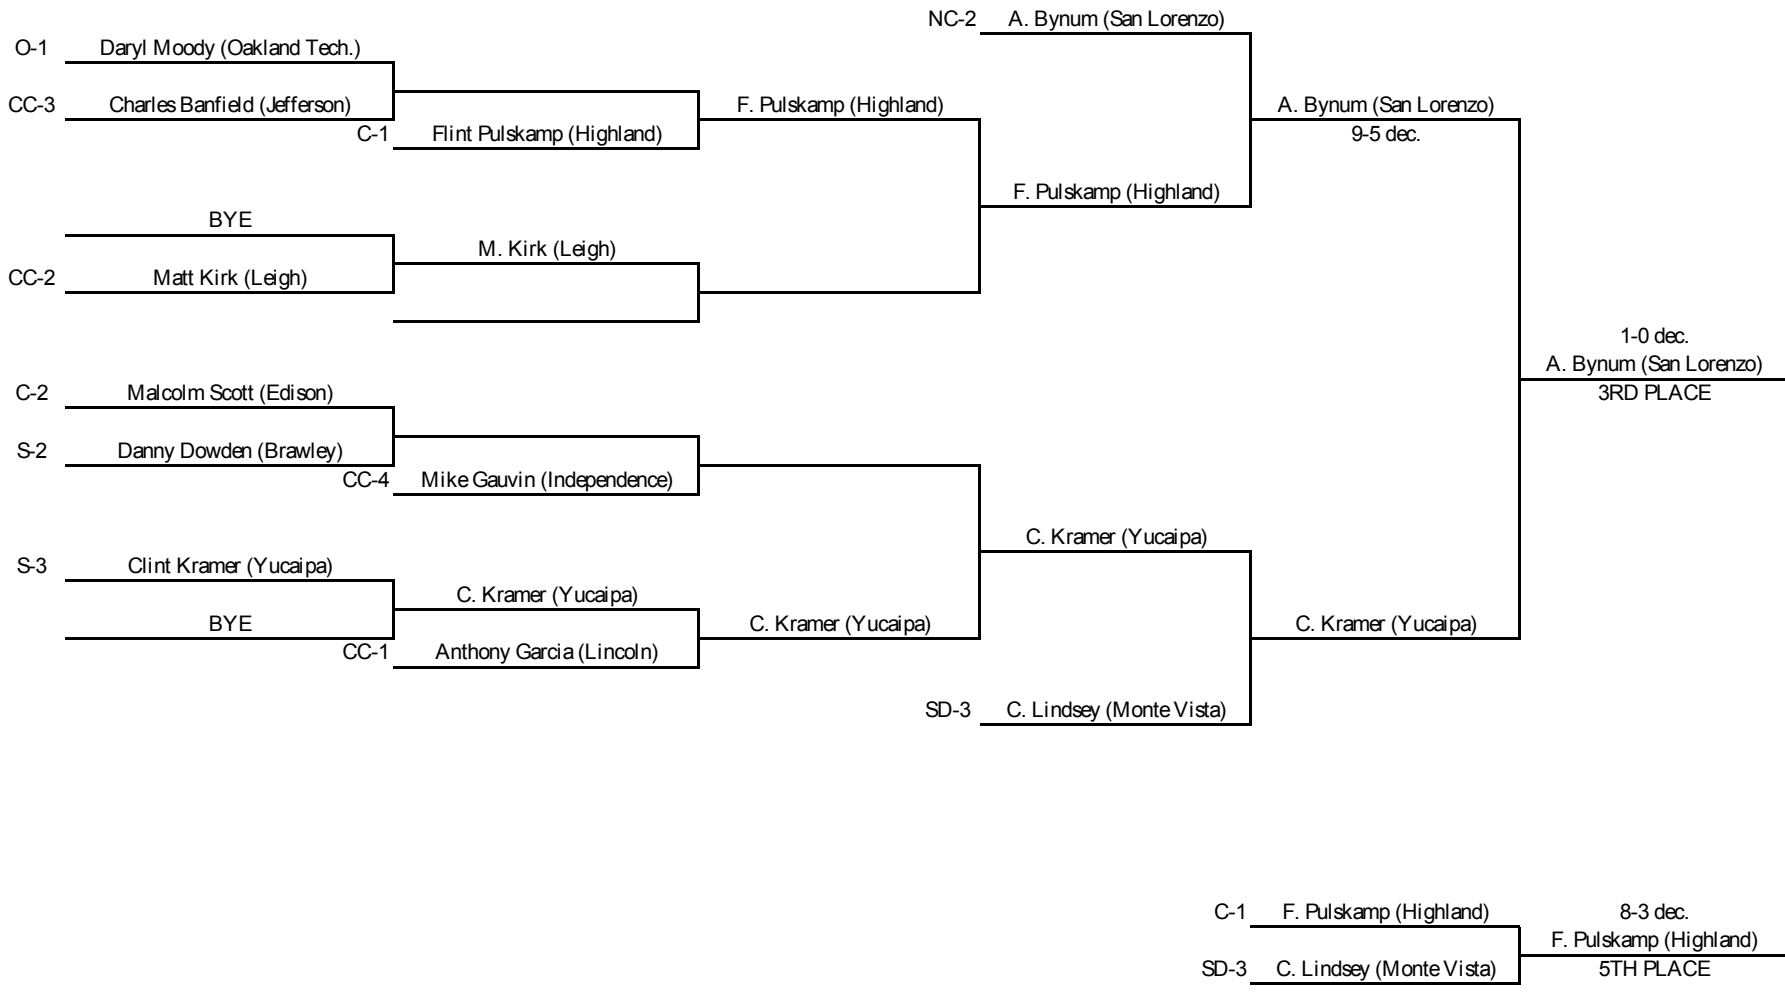 NC-2 A. Bynum (San Lorenzo)
O-1 Daryl Moody (Oakland Tech.)
CC-3 Charles Banfield (Jefferson) F. Pulskamp (Highland) A. Bynum (San Lorenzo)
C-1 Flint Pulskamp (Highland) 9-5 dec.
F. Pulskamp (Highland)
BYE
M. Kirk (Leigh)
CC-2 Matt Kirk (Leigh)
1-0 dec.
A. Bynum (San Lorenzo)
C-2 Malcolm Scott (Edison) 3RD PLACE
S-2 Danny Dowden (Brawley)
CC-4 Mike Gauvin (Independence)
C. Kramer (Yucaipa)
S-3 Clint Kramer (Yucaipa)
C. Kramer (Yucaipa)
BYE C. Kramer (Yucaipa) C. Kramer (Yucaipa)
CC-1 Anthony Garcia (Lincoln)
SD-3 C. Lindsey (Monte Vista)
C-1 F. Pulskamp (Highland) 8-3 dec.
F. Pulskamp (Highland)
SD-3 C. Lindsey (Monte Vista) 5TH PLACE